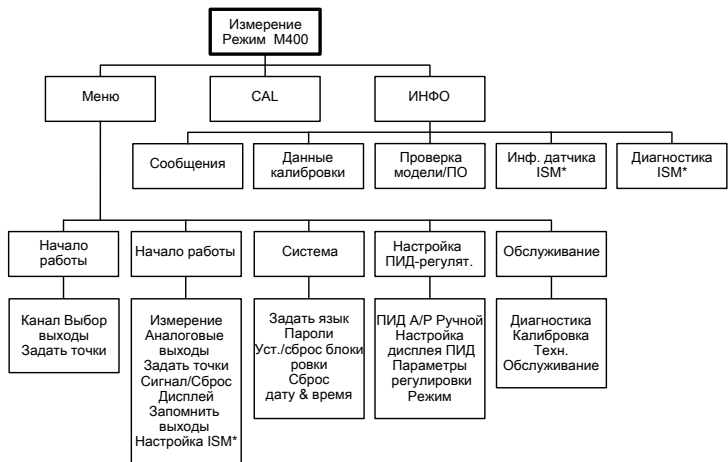 Измерение
Режим M400
Меню
CAL
ИНФО
Сообщения
Данные
калибровки
Проверка
модели/ПО
Инф. датчика
ISM*
Диагностика
ISM*
Начало
работы
Начало работы
Система
Настройка
ПИД-регулят.
Обслуживание
Канал Выбор
выходы
Задать точки
Измерение
Аналоговые
выходы
Задать точки
Сигнал/Сброс
Дисплей
Запомнить
выходы
Настройка ISM*
Задать язык
Пароли
Уст./сброс блоки
ровки
Сброс
дату & время
ПИД А/Р Ручной
Настройка
дисплея ПИД
Параметры
регулировки
Режим
Диагностика
Калибровка
Техн.
Обслуживание